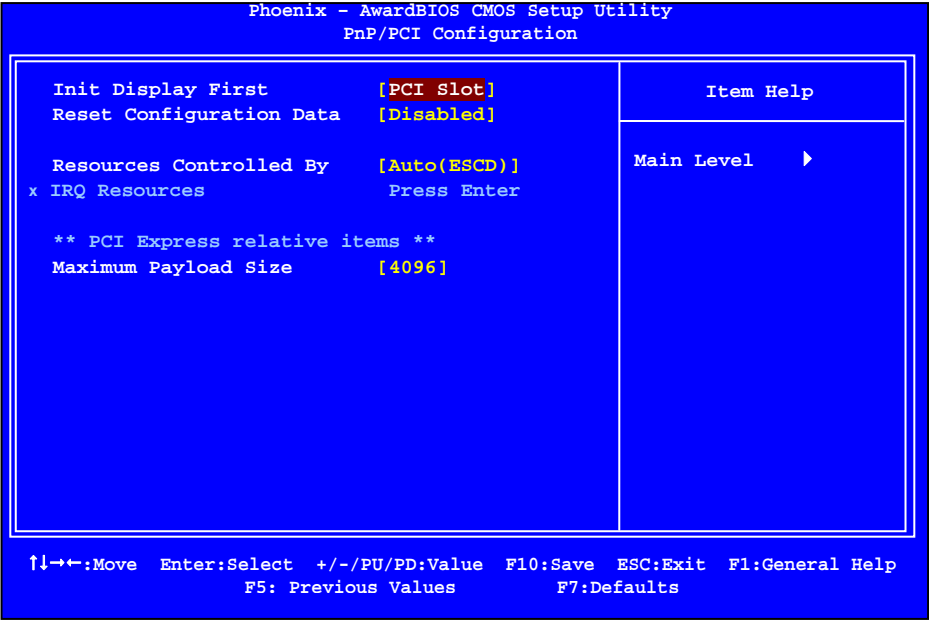 Phoenix – AwardBIOS CMOS Setup Utility
PnP/PCI Configuration
Init Display First [PCI Slot]
Reset Configuration Data [Disabled]
Resources Controlled By [Auto(ESCD)]
x IRQ Resources Press Enter
** PCI Express relative items **
Maximum Payload Size [4096]
Item Help
Main Level
↑↓→←:Move Enter:Select +/-/PU/PD:Value F10:Save ESC:Exit F1:General Help
F5: Previous Values F7:Defaults